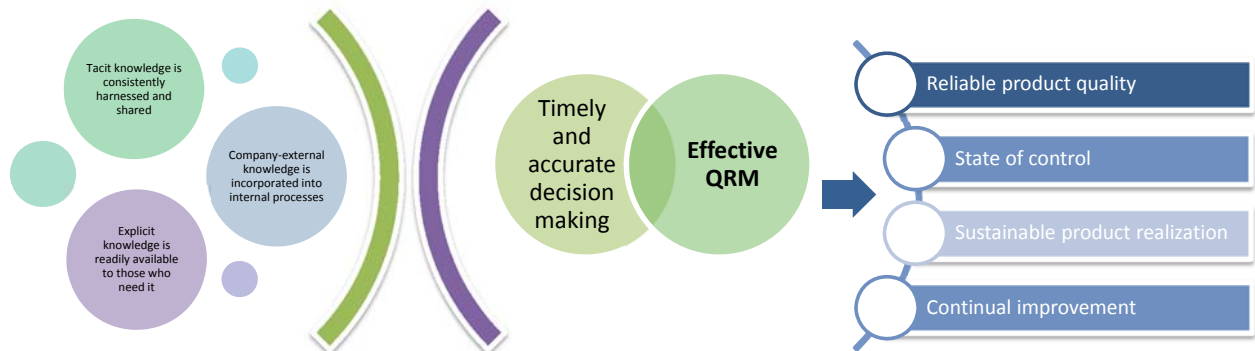 Tacit knowledge is
consistently
harnessed and
shared
Company-external
knowledge is
incorporated into
internal processes
Explicit
knowledge is
readily available
to those who
need it
Timely
and
accurate
decision
making
Effective
QRM
Reliable product quality
State of control
Sustainable product realization
Continual improvement